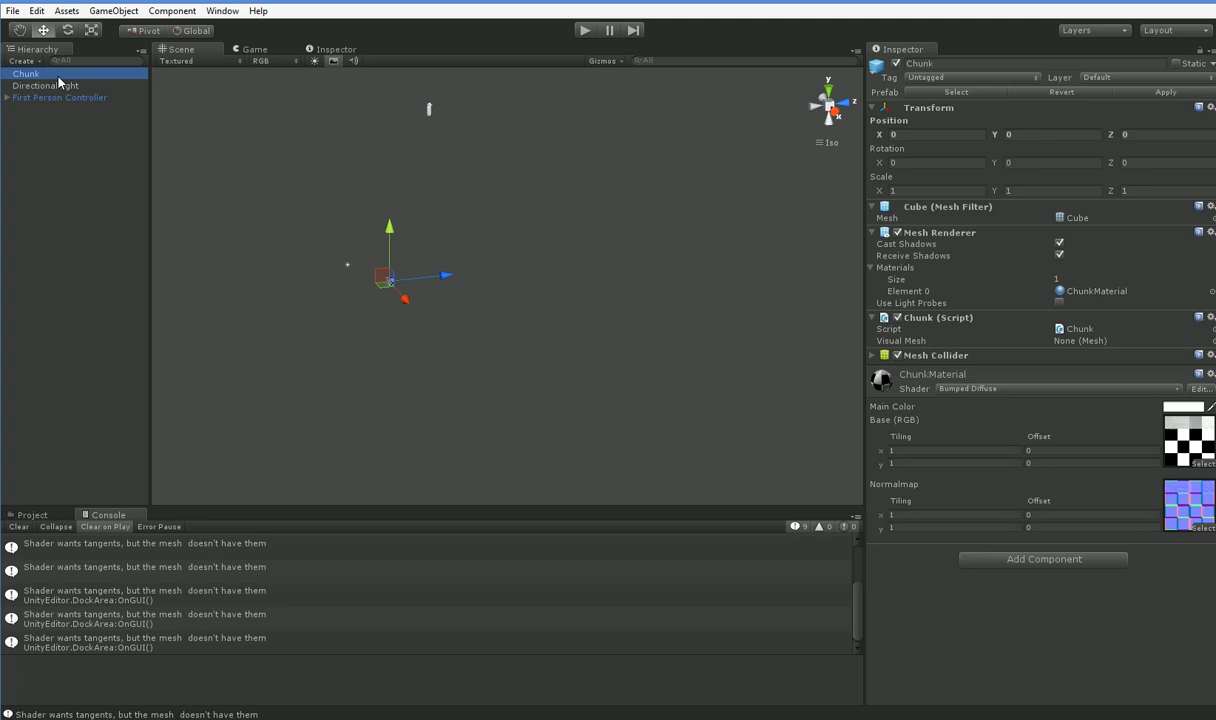 File Edit Assets GameObject Component Window Help
Pivot Global Layers Layout
Hierarchy Scene Game Inspector Inspector
Create All Textured RGB Gizmos All
Chunk
Directional ght
First Person Controller
y
z
x
Iso
Chunk Static
Tag Untagged Layer Default
Prefab Select Revert Apply
Transform
Position
X 0 Y 0 Z 0
Rotation
X 0 Y 0 Z 0
Scale
X 1 Y 1 Z 1
Cube (Mesh Filter)
Mesh Cube
Mesh Renderer
Cast Shadows
Receive Shadows
Materials
Size 1
Element 0 ChunkMaterial
Use Light Probes
Chunk (Script)
Script Chunk
Visual Mesh None (Mesh)
Mesh Collider
ChunkMaterial
Shader Bumped Diffuse Edit...
Main Color
Base (RGB)
Tiling Offset
x 1 0
y 1 0
Select
Normalmap
Tiling Offset
x 1 0
y 1 0
Select
Add Component
Project Console
Clear Collapse Clear on Play Error Pause 9 0 0
Shader wants tangents, but the mesh doesn't have them
Shader wants tangents, but the mesh doesn't have them
Shader wants tangents, but the mesh doesn't have them
UnityEditor.DockArea:OnGUI()
Shader wants tangents, but the mesh doesn't have them
UnityEditor.DockArea:OnGUI()
Shader wants tangents, but the mesh doesn't have them
UnityEditor.DockArea:OnGUI()
Shader wants tangents, but the mesh doesn't have them